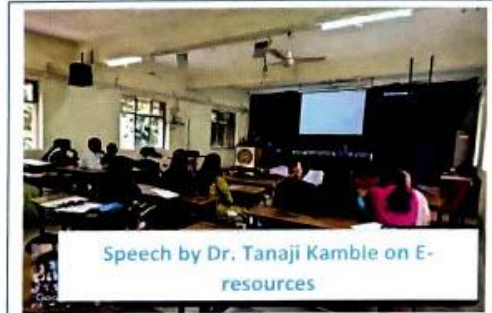 Speech by Dr. Tanaji Kamble on E-
resources